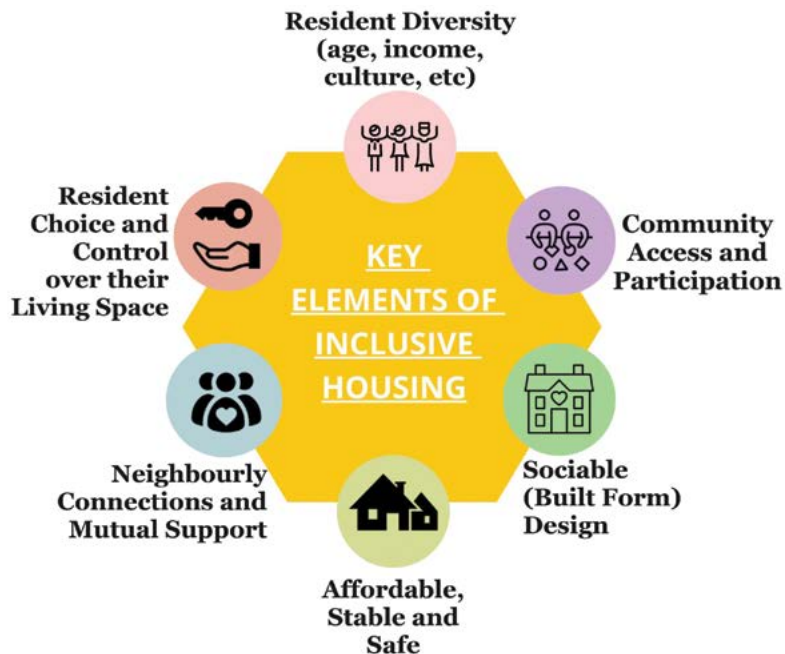 Resident Diversity
(age, income,
culture, etc)
Resident
Choice and
Control
over their
Living Space
KEY
ELEMENTS OF
INCLUSIVE
HOUSING
Community
Access and
Participation
Neighbourly
Connections and
Mutual Support
Sociable
(Built Form)
Design
Affordable,
Stable and
Safe